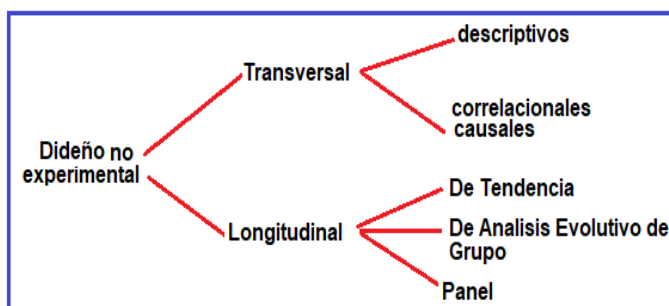 Dideño no
experimental
Transversal
descriptivos
correlacionales
causales
Longitudinal
De Tendencia
De Analisis Evolutivo de
Grupo
Panel